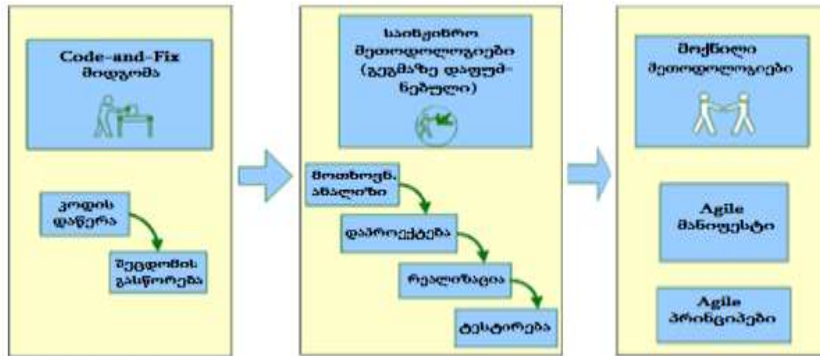 Code-and-Fix
მიდგომა
კოდის
დაწერა
შეცდომის
გასწორება
საინჟინრო
მეთოდოლოგიები
(გეგმაზე დაფუძ-
ნებული)
მოთხოვნ.
ანალიზი
დაპროექტება
რეალიზაცია
ტესტირება
მოქნილი
მეთოდოლოგიები
Agile
მანიფესტი
Agile
პრინციპები